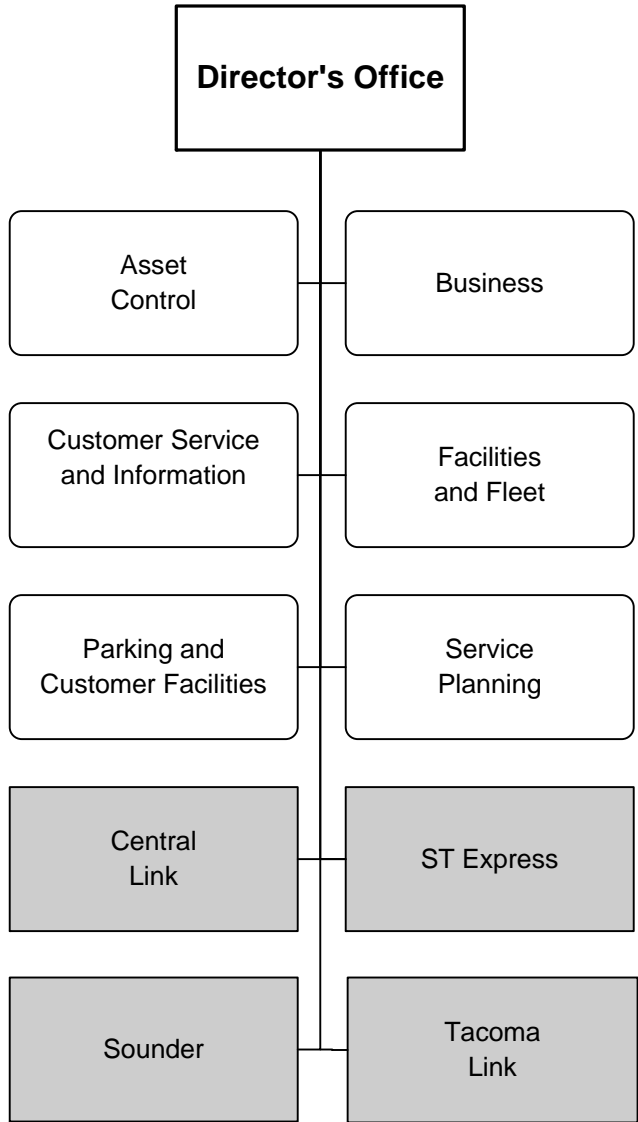 Director's Office
Asset
Control
Business
Customer Service
and Information
Facilities
and Fleet
Parking and
Customer Facilities
Service
Planning
Central
Link
ST Express
Sounder
Tacoma
Link